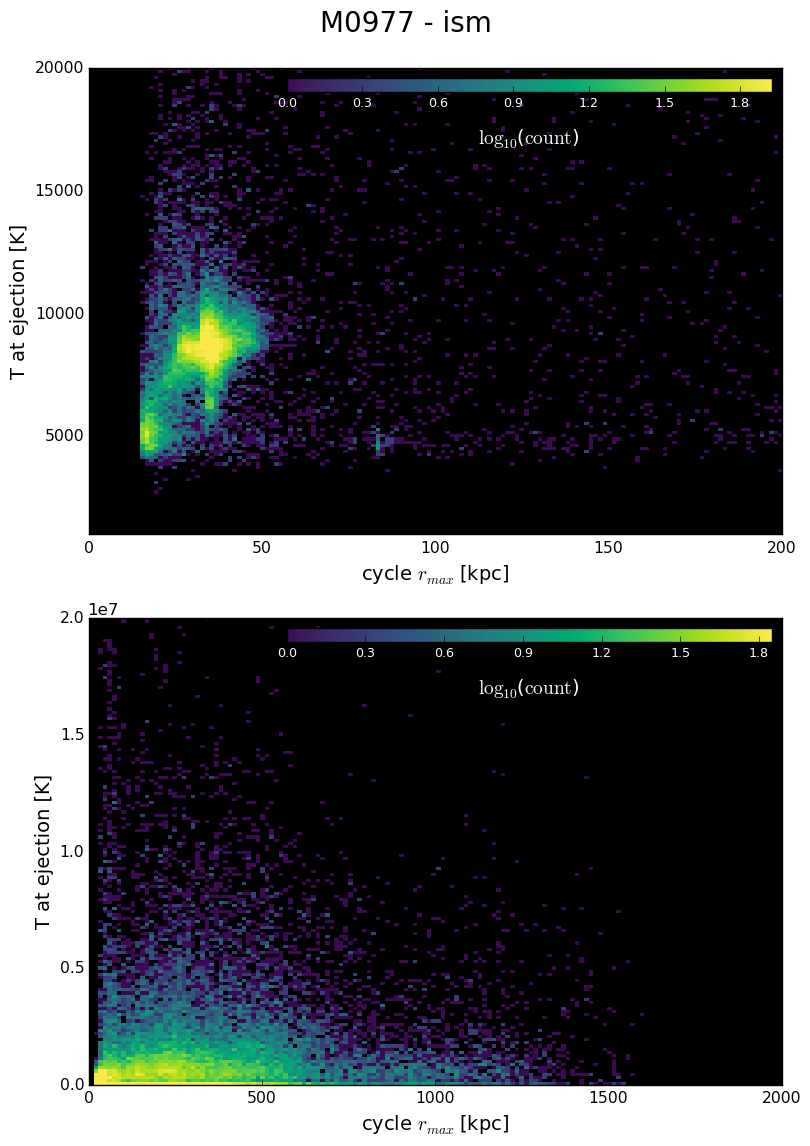 M0977 - ism
20000
0.0 0.3 0.6 0.9 1.2 1.5 1.8
log10(count)
15000
T at ejection [K]
10000
5000
0 50 100 150 200
cycle rmax [kpc]
1e7
2.0
0.0 0.3 0.6 0.9 1.2 1.5 1.8
log10(count)
1.5
T at ejection [K]
1.0
0.5
0.0
0 500 1000 1500 2000
cycle rmax [kpc]